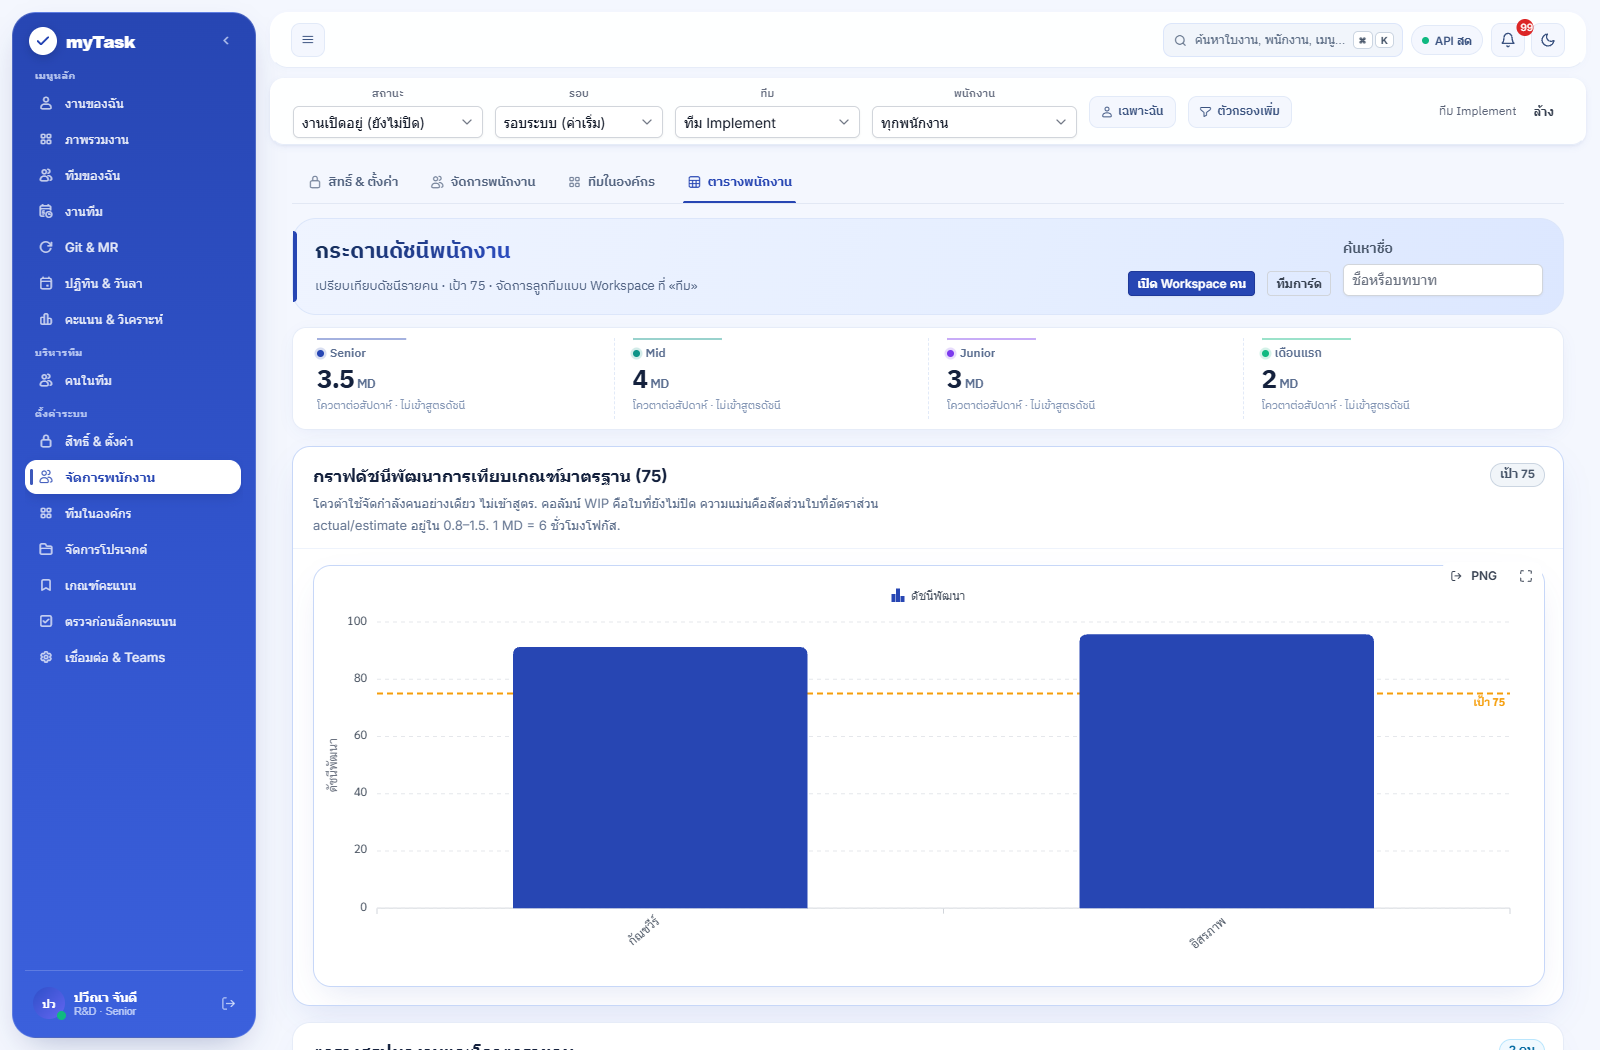 myTask
เมนูหลัก
งานของฉัน
ภาพรวมงาน
ทีมของฉัน
งานทีม
Git & MR
ปฏิทิน & วันลา
คะแนน & วิเคราะห์
บริหารทีม
คนในทีม
ตั้งค่าระบบ
สิทธิ์ & ตั้งค่า
จัดการพนักงาน
ทีมในองค์กร
จัดการโปรเจกต์
เกณฑ์คะแนน
ตรวจก่อนล็อกคะแนน
เชื่อมต่อ & Teams
ปว
ปวีณา จันดี
R&D · Senior
ค้นหาใบงาน, พนักงาน, เมนู... ⌘ K
API สด
99
สถานะ
งานเปิดอยู่ (ยังไม่ปิด)
รอบ
รอบระบบ (ค่าเริ่ม)
ทีม
ทีม Implement
พนักงาน
ทุกพนักงาน
เฉพาะฉัน
ตัวกรองเพิ่ม
ทีม Implement
ล้าง
สิทธิ์ & ตั้งค่า
จัดการพนักงาน
ทีมในองค์กร
ตารางพนักงาน
กระดานดัชนีพนักงาน
เปรียบเทียบดัชนีรายคน · เป้า 75 · จัดการลูกทีมแบบ Workspace ที่ «ทีม»
เปิด Workspace คน
ทีมการ์ด
ค้นหาชื่อ
ชื่อหรือบทบาท
Senior
3.5 MD
โควตาต่อสัปดาห์ · ไม่เข้าสูตรดัชนี
Mid
4 MD
โควตาต่อสัปดาห์ · ไม่เข้าสูตรดัชนี
Junior
3 MD
โควตาต่อสัปดาห์ · ไม่เข้าสูตรดัชนี
เดือนแรก
2 MD
โควตาต่อสัปดาห์ · ไม่เข้าสูตรดัชนี
กราฟดัชนีพัฒนาการเทียบเกณฑ์มาตรฐาน (75)
เป้า 75
โควต้าใช้จัดกำลังคนอย่างเดียว ไม่เข้าสูตร. คอลัมน์ WIP คือใบที่ยังไม่ปิด ความแม่นคือสัดส่วนใบที่อัตราส่วน
actual/estimate อยู่ใน 0.8–1.5. 1 MD = 6 ชั่วโมงโฟกัส.
PNG
ดัชนีพัฒนา
ดัชนีพัฒนา
100
80
60
40
20
0
เป้า 75
กัณฑวีร์
อิสรภาพ
2 คน